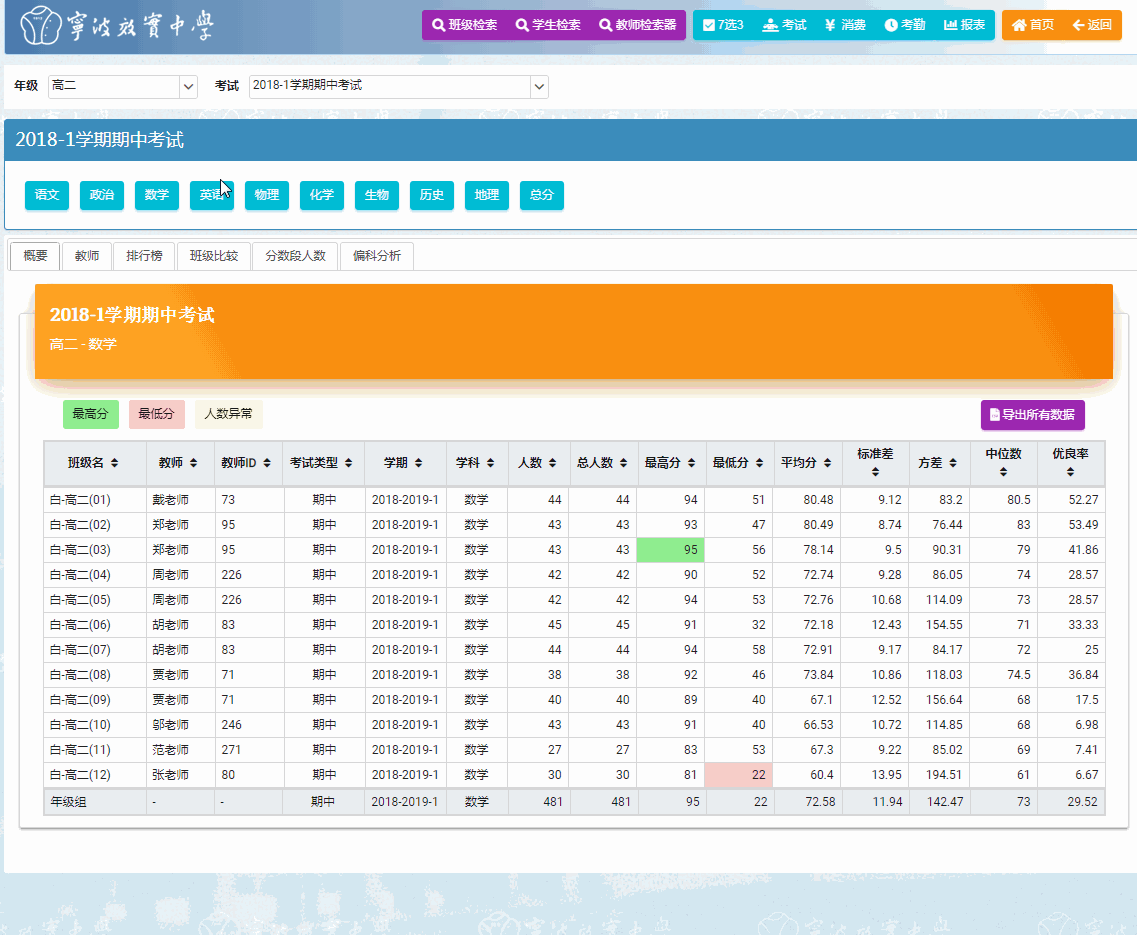 寧波效實中學
班级检索 学生检索 教师检索器 7选3 考试 消费 考勤 报表 首页 返回
年级 高二 考试 2018-1学期期中考试
2018-1学期期中考试
语文 政治 数学 英语 物理 化学 生物 历史 地理 总分
概要 教师 排行榜 班级比较 分数段人数 偏科分析
2018-1学期期中考试
高二 - 数学
最高分 最低分 人数异常 导出所有数据
班级名 教师 教师ID 考试类型 学期 学科 人数 总人数 最高分 最低分 平均分 标准差 方差 中位数 优良率
白-高二(01) 戴老师 73 期中 2018-2019-1 数学 44 44 94 51 80.48 9.12 83.2 80.5 52.27
白-高二(02) 郑老师 95 期中 2018-2019-1 数学 43 43 93 47 80.49 8.74 76.44 83 53.49
白-高二(03) 郑老师 95 期中 2018-2019-1 数学 43 43 95 56 78.14 9.5 90.31 79 41.86
白-高二(04) 周老师 226 期中 2018-2019-1 数学 42 42 90 52 72.74 9.28 86.05 74 28.57
白-高二(05) 周老师 226 期中 2018-2019-1 数学 42 42 94 53 72.76 10.68 114.09 73 28.57
白-高二(06) 胡老师 83 期中 2018-2019-1 数学 45 45 91 32 72.18 12.43 154.55 71 33.33
白-高二(07) 胡老师 83 期中 2018-2019-1 数学 44 44 94 58 72.91 9.17 84.17 72 25
白-高二(08) 贾老师 71 期中 2018-2019-1 数学 38 38 92 46 73.84 10.86 118.03 74.5 36.84
白-高二(09) 贾老师 71 期中 2018-2019-1 数学 40 40 89 40 67.1 12.52 156.64 68 17.5
白-高二(10) 邬老师 246 期中 2018-2019-1 数学 43 43 91 40 66.53 10.72 114.85 68 6.98
白-高二(11) 范老师 271 期中 2018-2019-1 数学 27 27 83 53 67.3 9.22 85.02 69 7.41
白-高二(12) 张老师 80 期中 2018-2019-1 数学 30 30 81 22 60.4 13.95 194.51 61 6.67
年级组 - - 期中 2018-2019-1 数学 481 481 95 22 72.58 11.94 142.47 73 29.52